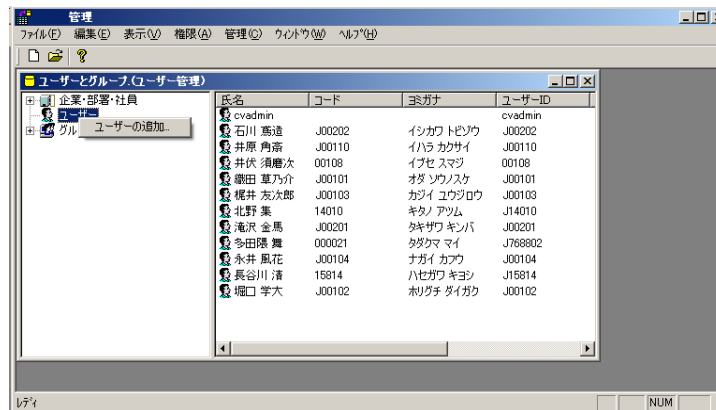 管理
ファイル(F) 編集(E) 表示(V) 権限(A) 管理(C) ウィンドウ(W) ヘルプ(H)
ユーザーとグループ.(ユーザー管理)
企業・部署・社員
ユーザー
グル
ユーザーの追加...
氏名 コード ヨミガナ ユーザーID
cvadmin cvadmin
石川 鳶造 J00202 イシカワ トビゾウ J00202
井原 角斎 J00110 イハラ カクサイ J00110
井伏 須磨次 00108 イブセ スマジ 00108
織田 草乃介 J00101 オダ ソウノスケ J00101
梶井 友次郎 J00103 カジイ ユウジロウ J00103
北野 集 14010 キタノ アツム J14010
滝沢 金馬 J00201 タキザワ キンバ J00201
多田隈 舞 000021 タダクマ マイ J768802
永井 風花 J00104 ナガイ カフウ J00104
長谷川 清 15814 ハセガワ キヨシ J15814
堀口 学大 J00102 ホリグチ ダイガク J00102
レディ NUM